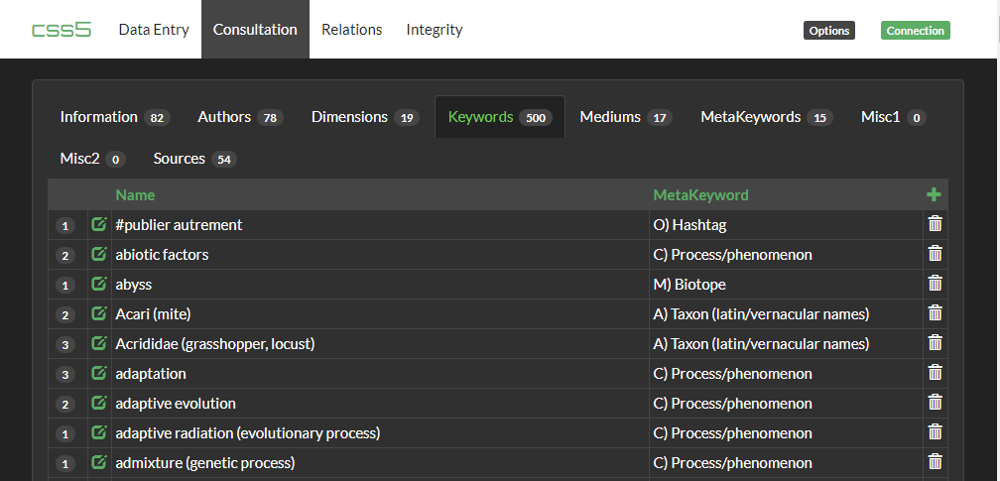 css5 Data Entry Consultation Relations Integrity Options Connection
Information 82 Authors 78 Dimensions 19 Keywords 500 Mediums 17 MetaKeywords 15 Misc1 0
Misc2 0 Sources 54
Name MetaKeyword
1 #publier autrement O) Hashtag
2 abiotic factors C) Process/phenomenon
1 abyss M) Biotope
2 Acari (mite) A) Taxon (latin/vernacular names)
3 Acrididae (grasshopper, locust) A) Taxon (latin/vernacular names)
3 adaptation C) Process/phenomenon
2 adaptive evolution C) Process/phenomenon
1 adaptive radiation (evolutionary process) C) Process/phenomenon
1 admixture (genetic process) C) Process/phenomenon